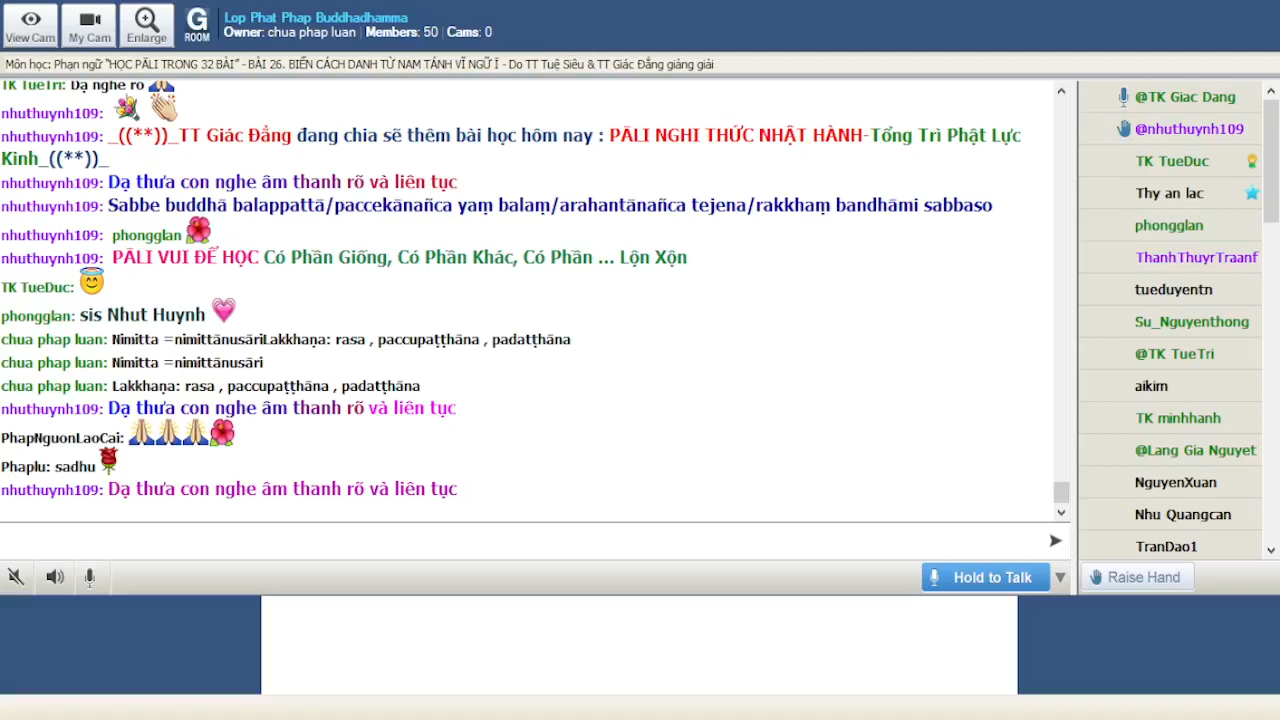 View Cam
My Cam
Enlarge
G
ROOM
Lop Phat Phap Buddhadhamma
Owner: chua phap luan | Members: 50 | Cams: 0
Môn học: Phạn ngữ "HỌC PĀLI TRONG 32 BÀI" - BÀI 26. BIẾN CÁCH DANH TỪ NAM TÁNH VĨ NGỮ Ī - Do TT Tuệ Siêu & TT Giác Đẳng giảng giải
TK TueTri: Dạ nghe rõ
nhuthuynh109:
nhuthuynh109: _((**))_TT Giác Đẳng đang chia sẽ thêm bài học hôm nay : PĀLI NGHI THỨC NHẬT HÀNH-Tổng Trì Phật Lực
Kinh_((**))_
nhuthuynh109: Dạ thưa con nghe âm thanh rõ và liên tục
nhuthuynh109: Sabbe buddhā balappattā/paccekānañca yaṃ balaṃ/arahantānañca tejena/rakkhaṃ bandhāmi sabbaso
nhuthuynh109: phongglan
nhuthuynh109: PĀLI VUI ĐỂ HỌC Có Phần Giống, Có Phần Khác, Có Phần ... Lộn Xộn
TK TueDuc:
phongglan: sis Nhut Huynh
chua phap luan: Nimitta =nimittānusāriLakkhaṇa: rasa , paccupaṭṭhāna , padaṭṭhāna
chua phap luan: Nimitta =nimittānusāri
chua phap luan: Lakkhaṇa: rasa , paccupaṭṭhāna , padaṭṭhāna
nhuthuynh109: Dạ thưa con nghe âm thanh rõ và liên tục
PhapNguonLaoCai:
Phaplu: sadhu
nhuthuynh109: Dạ thưa con nghe âm thanh rõ và liên tục
Hold to Talk
@TK Giac Dang
@nhuthuynh109
TK TueDuc
Thy an lac
phongglan
ThanhThuyrTraanf
tueduyentn
Su_Nguyenthong
@TK TueTri
aikim
TK minhhanh
@Lang Gia Nguyet
NguyenXuan
Nhu Quangcan
TranDao1
Raise Hand